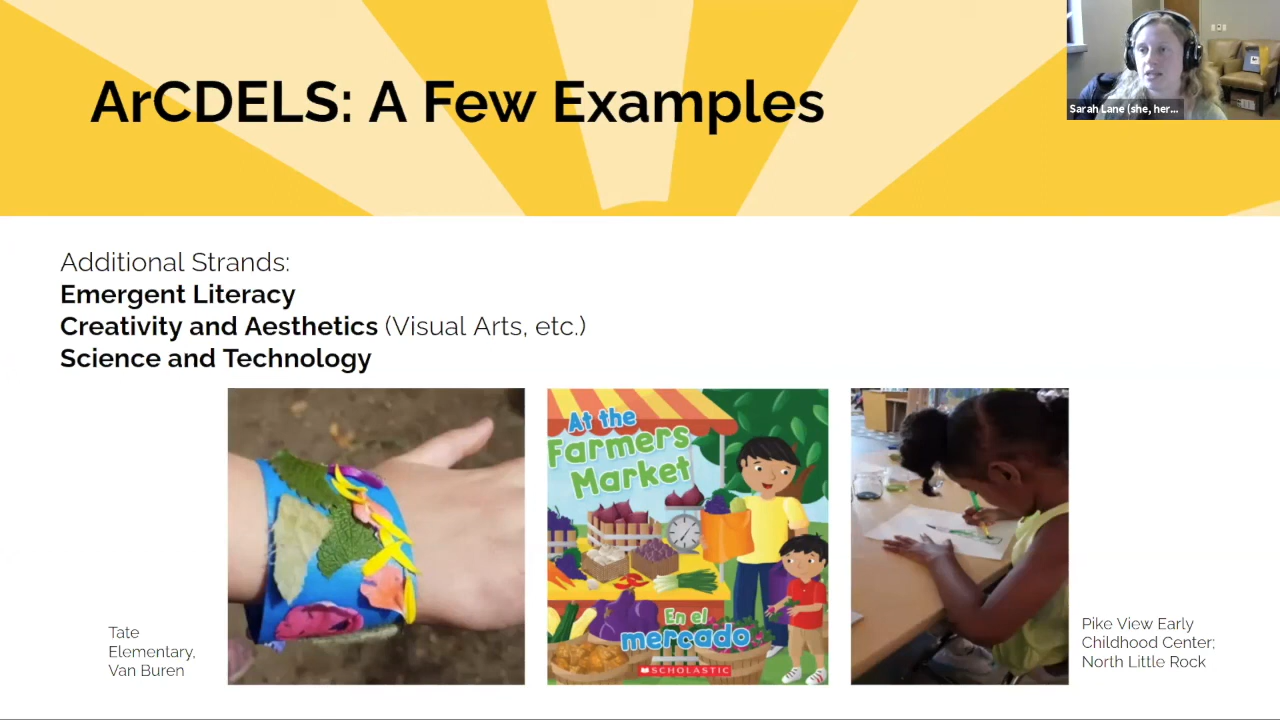 ArCDELS: A Few Examples
Sarah Lane (she, her...
Additional Strands:
Emergent Literacy
Creativity and Aesthetics (Visual Arts, etc.)
Science and Technology
At the
Farmers
Market
En el
mercado
SCHOLASTIC
Tate
Elementary,
Van Buren
Pike View Early
Childhood Center;
North Little Rock